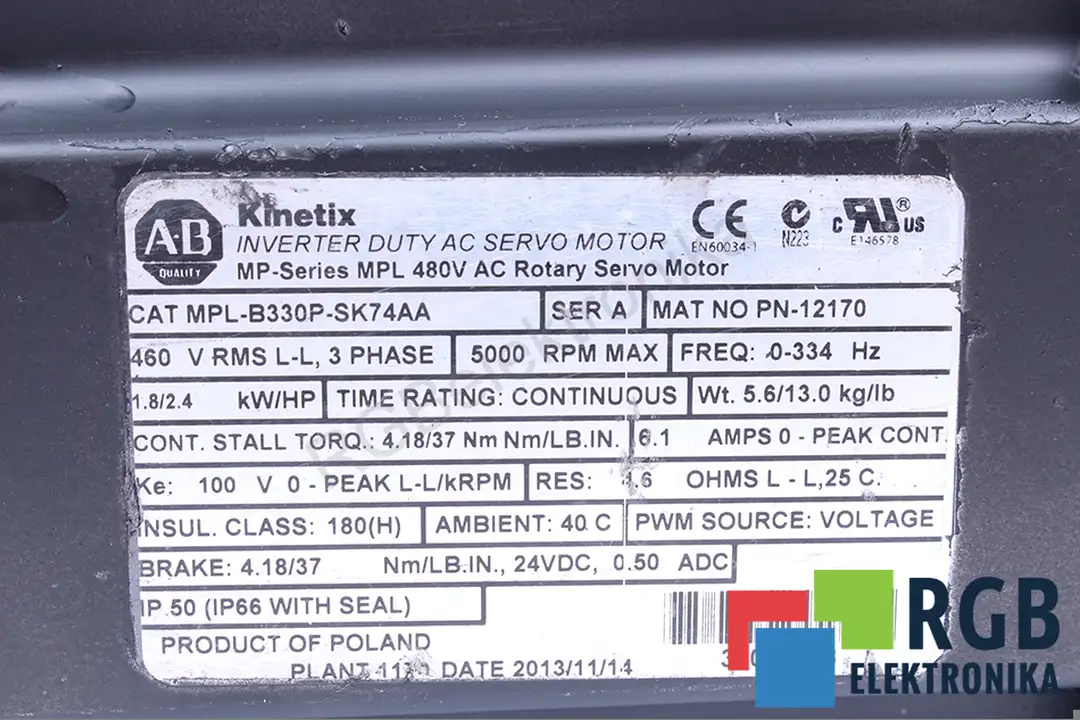 A·B
QUALITY
Kinetix
INVERTER DUTY AC SERVO MOTOR
MP-Series MPL 480V AC Rotary Servo Motor
CE
EN60034-1
N223
c RU ® US
E146578
CAT MPL-B330P-SK74AA SER A MAT NO PN-12170
460 V RMS L-L, 3 PHASE 5000 RPM MAX FREQ: 0-334 Hz
1.8/2.4 kW/HP TIME RATING: CONTINUOUS Wt. 5.6/13.0 kg/lb
CONT. STALL TORQ.: 4.18/37 Nm Nm/LB.IN. 6.1 AMPS 0 - PEAK CONT.
Ke: 100 V 0 - PEAK L-L/kRPM RES: OHMS L - L,25 C.
INSUL. CLASS: 180(H) AMBIENT: 40 C PWM SOURCE: VOLTAGE
BRAKE: 4.18/37 Nm/LB.IN., 24VDC, 0.50 ADC
IP 50 (IP66 WITH SEAL)
PRODUCT OF POLAND
PLANT DATE 2013/11/14
RGBelektronika
RGB
ELEKTRONIKA